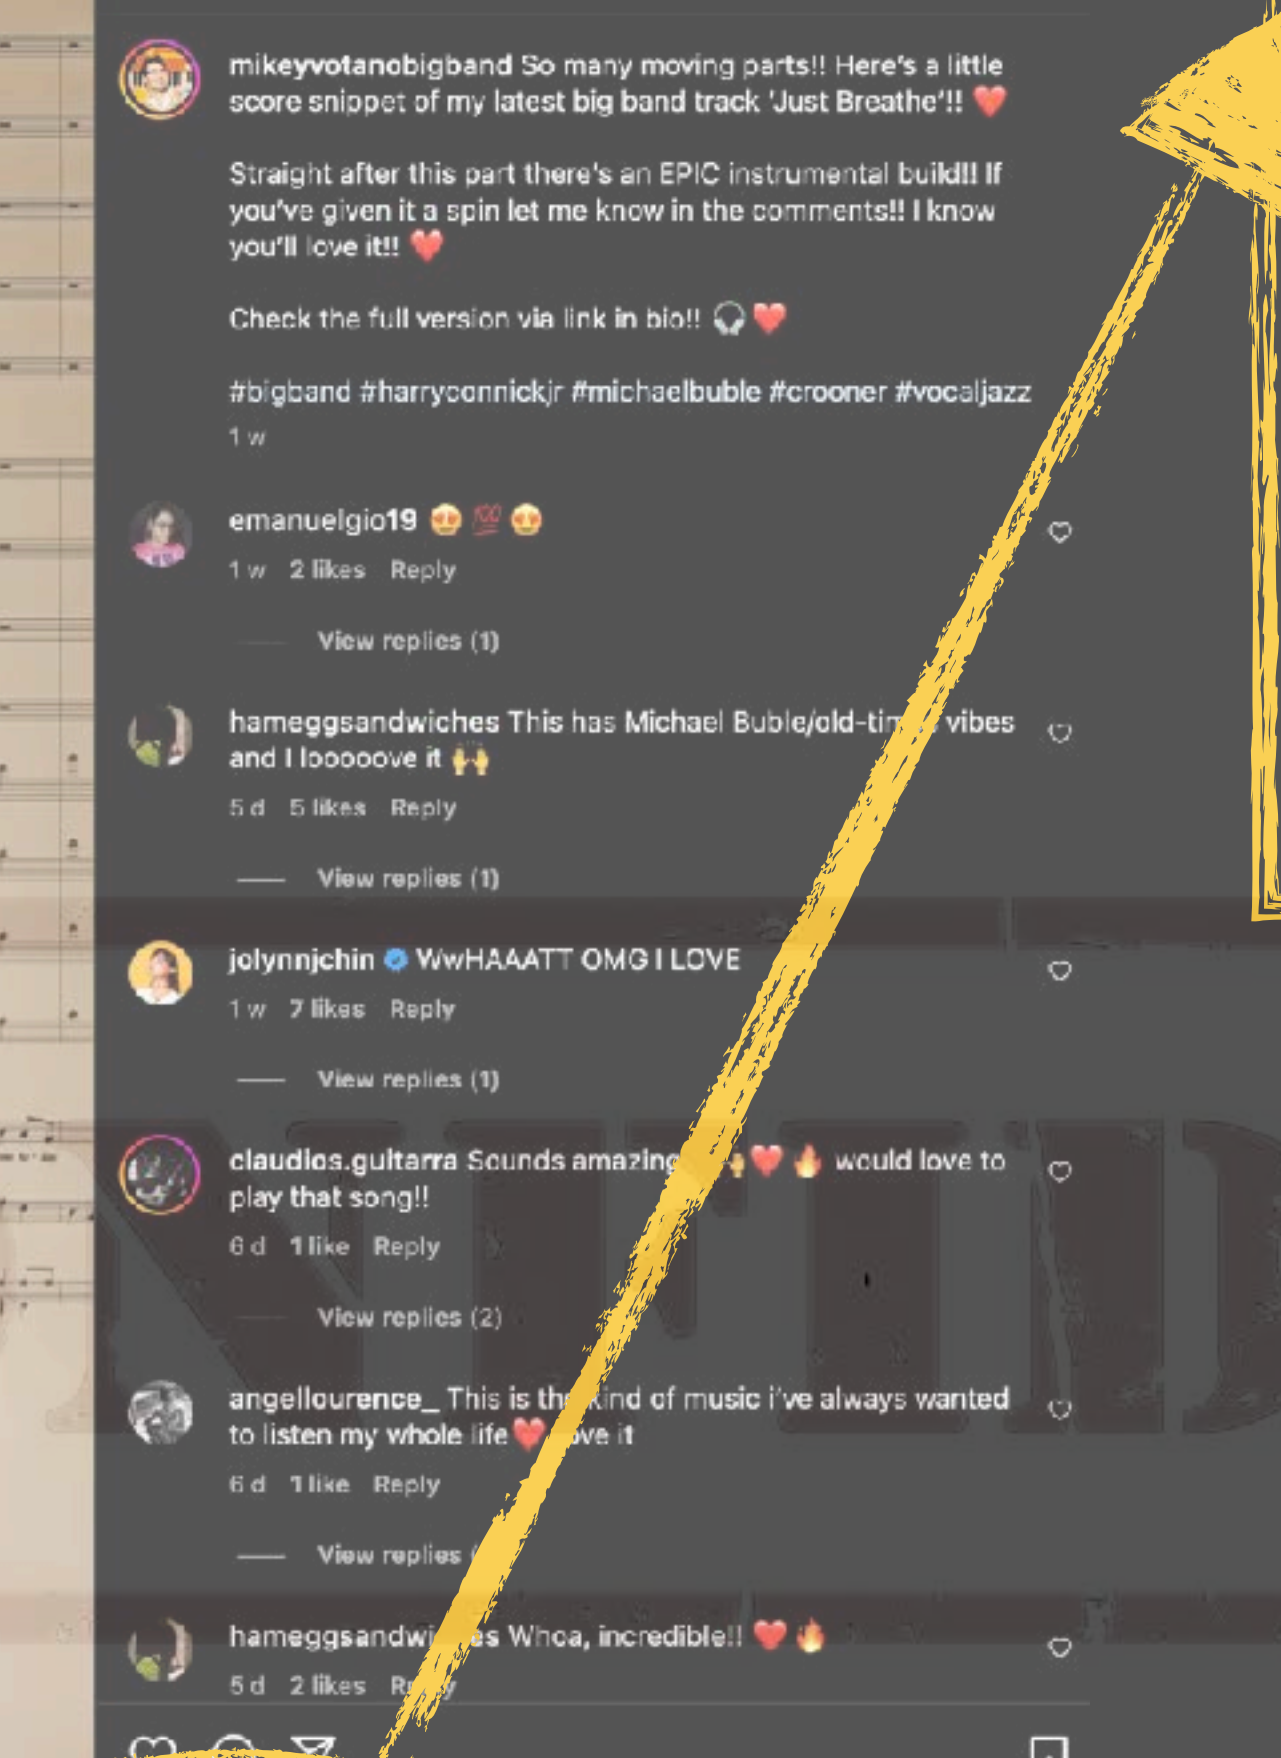 mikeyvotanobigband So many moving parts!! Here's a little
score snippet of my latest big band track 'Just Breathe'!! ❤️
Straight after this part there's an EPIC instrumental build!! If
you've given it a spin let me know in the comments!! I know
you'll love it!! ❤️
Check the full version via link in bio!! 🎧❤️
#bigband #harryconnickjr #michaelbuble #crooner #vocaljazz
1 w
emanuelgio19 😍💯😍
1 w 2 likes Reply
View replies (1)
hameggsandwiches This has Michael Buble/old-times vibes
and I looooove it 🙌
5 d 5 likes Reply
View replies (1)
jolynnjchin WwHAAATT OMG I LOVE
1 w 7 likes Reply
View replies (1)
claudios.guitarra Sounds amazing 🙌❤️🔥 would love to
play that song!!
6 d 1 like Reply
View replies (2)
angellourence_ This is the kind of music i've always wanted
to listen my whole life❤️ love it
6 d 1 like Reply
View replies
hameggsandwiches Whoa, incredible!! ❤️🔥
5 d 2 likes Reply